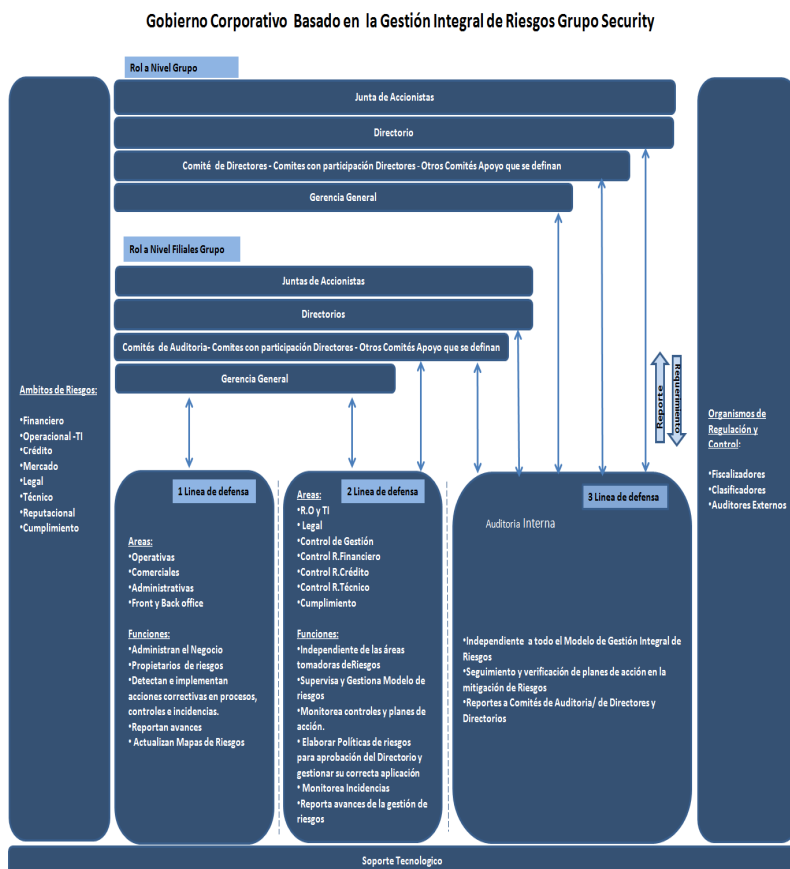 Gobierno Corporativo Basado en la Gestión Integral de Riesgos Grupo Security
Rol a Nivel Grupo
Junta de Accionistas
Directorio
Comité de Directores - Comites con participación Directores - Otros Comités Apoyo que se definan
Gerencia General
Rol a Nivel Filiales Grupo
Juntas de Accionistas
Directorios
Comités de Auditoria- Comites con participación Directores - Otros Comités Apoyo que se definan
Gerencia General
Ambitos de Riesgos:
•Financiero
•Operacional -TI
•Crédito
•Mercado
•Legal
•Técnico
•Reputacional
•Cumplimiento
1 Linea de defensa
Areas:
•Operativas
•Comerciales
•Administrativas
•Front y Back office
Funciones:
•Administran el Negocio
•Propietarios de riesgos
•Detectan e implementan
acciones correctivas en procesos,
controles e incidencias.
•Reportan avances
• Actualizan Mapas de Riesgos
2 Linea de defensa
Areas:
•R.O y TI
• Legal
•Control de Gestión
•Control R.Financiero
•Control R.Crédito
•Control R.Técnico
•Cumplimiento
Funciones:
•Independiente de las áreas
tomadoras deRiesgos
•Supervisa y Gestiona Modelo de
riesgos
•Monitorea controles y planes de
acción.
• Elaborar Políticas de riesgos
para aprobación del Directorio y
gestionar su correcta aplicación
• Monitorea Incidencias
•Reporta avances de la gestión de
riesgos
3 Linea de defensa
Auditoria Interna
•Independiente a todo el Modelo de Gestión Integral de
Riesgos
•Seguimiento y verificación de planes de acción en la
mitigación de Riesgos
•Reportes a Comités de Auditoria/ de Directores y
Directorios
Reporte
Requerimiento
Organismos de
Regulación y
Control:
•Fiscalizadores
•Clasificadores
•Auditores Externos
Soporte Tecnologico